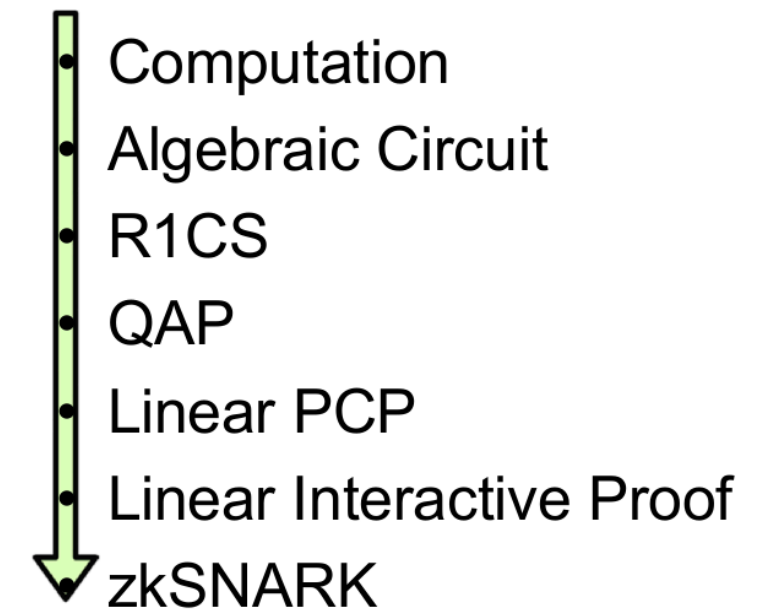 Computation
Algebraic Circuit
R1CS
QAP
Linear PCP
Linear Interactive Proof
zkSNARK